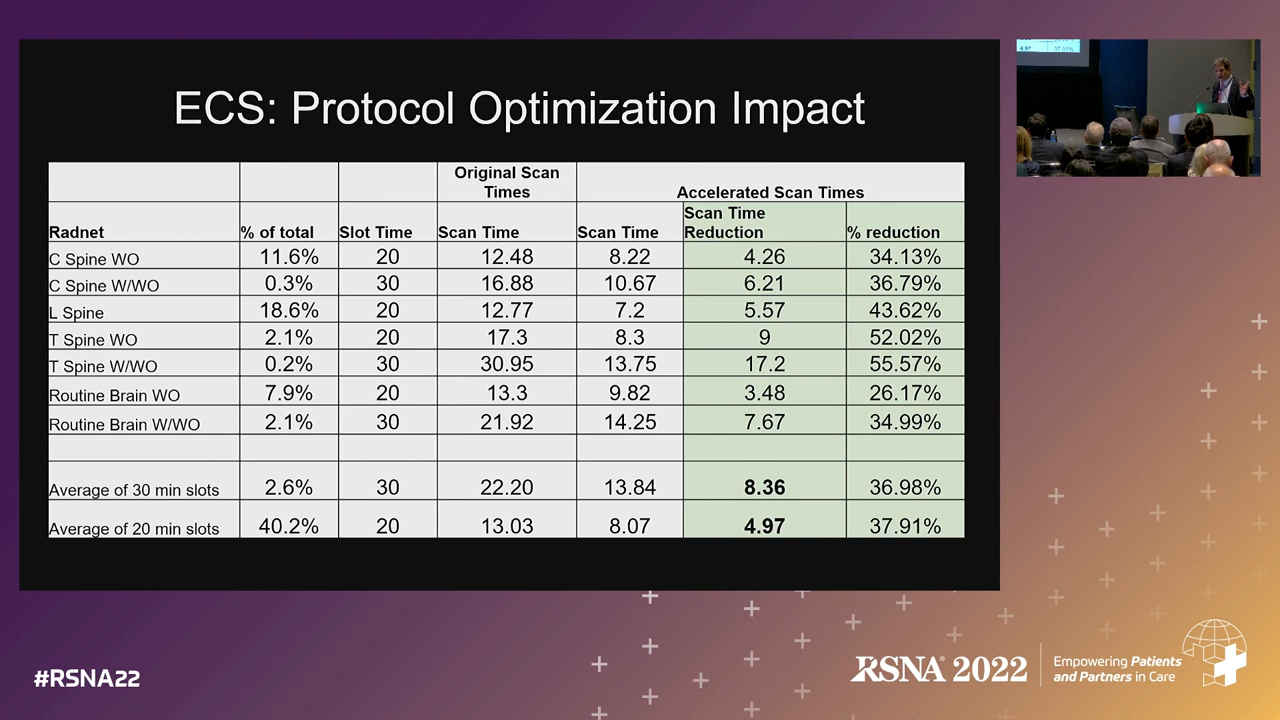 ECS: Protocol Optimization Impact
Original Scan Times
Accelerated Scan Times
Radnet % of total Slot Time Scan Time Scan Time Scan Time Reduction % reduction
C Spine WO 11.6% 20 12.48 8.22 4.26 34.13%
C Spine W/WO 0.3% 30 16.88 10.67 6.21 36.79%
L Spine 18.6% 20 12.77 7.2 5.57 43.62%
T Spine WO 2.1% 20 17.3 8.3 9 52.02%
T Spine W/WO 0.2% 30 30.95 13.75 17.2 55.57%
Routine Brain WO 7.9% 20 13.3 9.82 3.48 26.17%
Routine Brain W/WO 2.1% 30 21.92 14.25 7.67 34.99%
Average of 30 min slots 2.6% 30 22.20 13.84 8.36 36.98%
Average of 20 min slots 40.2% 20 13.03 8.07 4.97 37.91%
4.97 37.91%
#RSNA22
RSNA® 2022
Empowering Patients
and Partners in Care